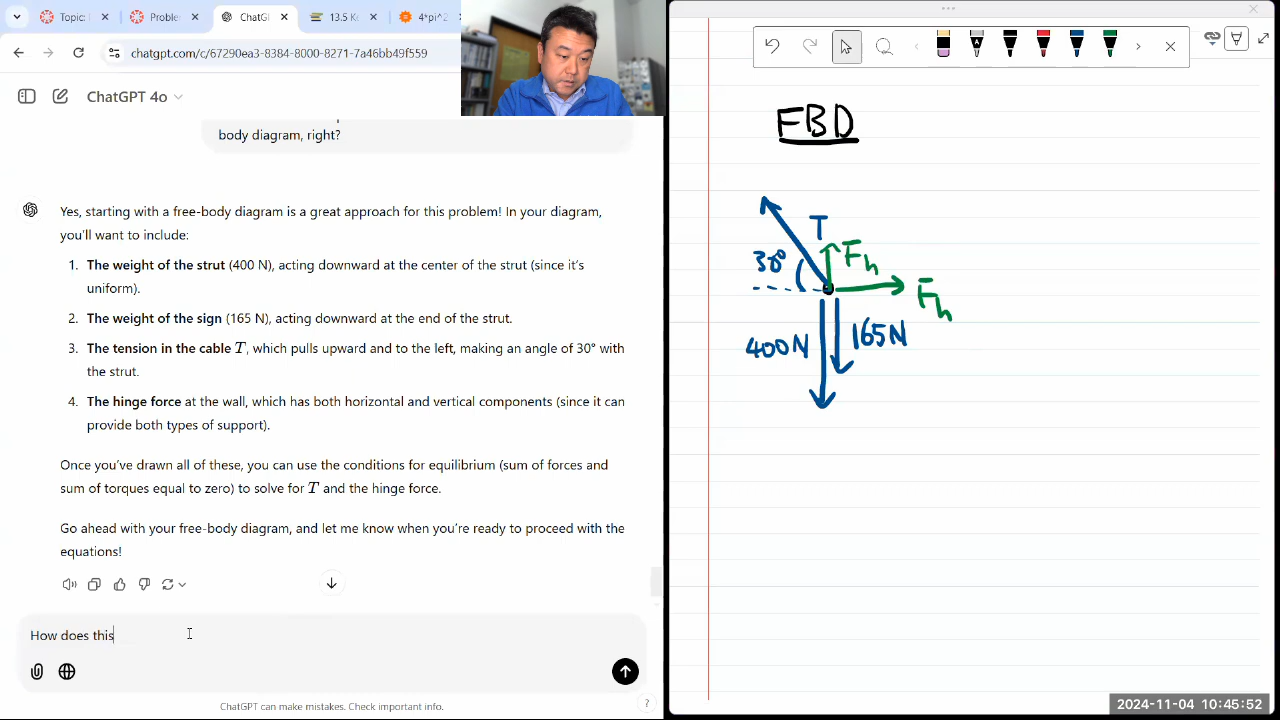 Topic:
Proble
ChatG
13.5 K
4*pi^2
chatgpt.com/c/67290aa3-
ChatGPT 4o
body diagram, right?
Yes, starting with a free-body diagram is a great approach for this problem! In your diagram,
you'll want to include:
1. The weight of the strut (400 N), acting downward at the center of the strut (since it's
uniform).
2. The weight of the sign (165 N), acting downward at the end of the strut.
3. The tension in the cable T, which pulls upward and to the left, making an angle of 30° with
the strut.
4. The hinge force at the wall, which has both horizontal and vertical components (since it can
provide both types of support).
Once you've drawn all of these, you can use the conditions for equilibrium (sum of forces and
sum of torques equal to zero) to solve for T and the hinge force.
Go ahead with your free-body diagram, and let me know when you're ready to proceed with the
equations!
How does this
ChatGPT can make mistakes. Check important info.
?
FBD
T
30°
Fh
Fh
400N
165N
2024-11-04 10:45:52